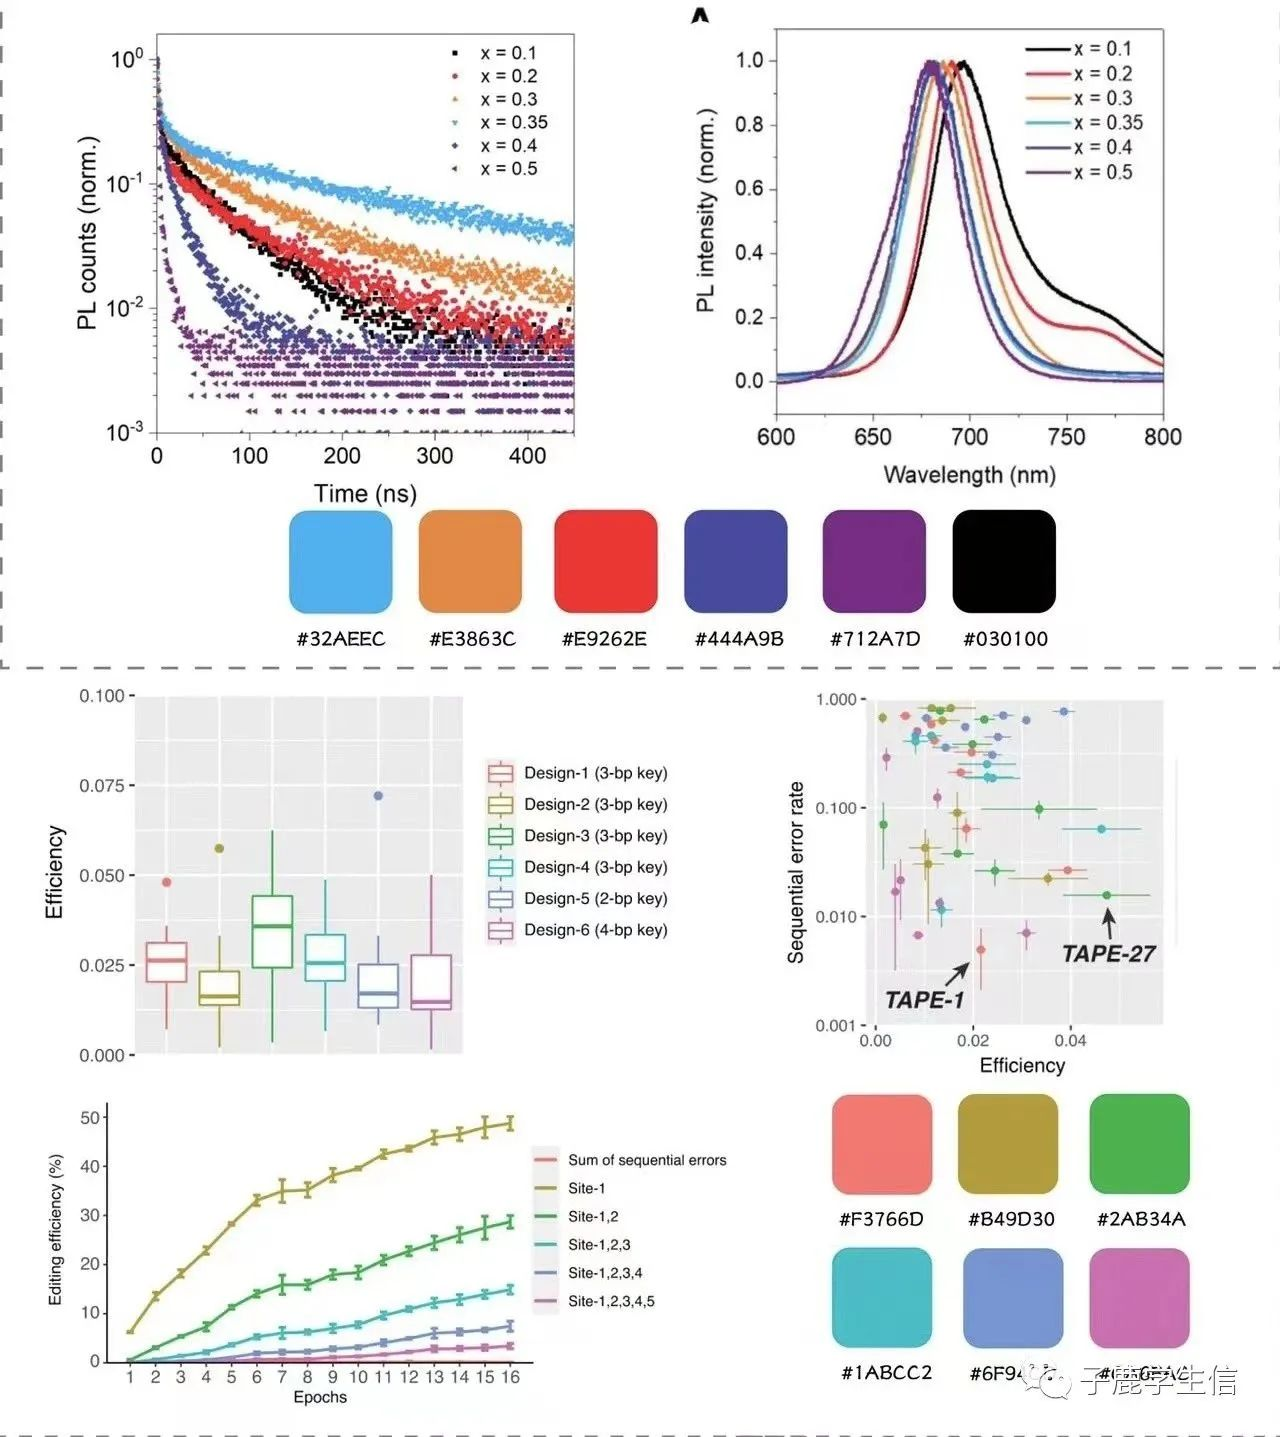 PL counts (norm.)
10⁰
10⁻¹
10⁻²
10⁻³
0 100 200 300 400
Time (ns)
x = 0.1
x = 0.2
x = 0.3
x = 0.35
x = 0.4
x = 0.5
PL intensity (norm.)
1.0
0.8
0.6
0.4
0.2
0.0
600 650 700 750 800
Wavelength (nm)
x = 0.1
x = 0.2
x = 0.3
x = 0.35
x = 0.4
x = 0.5
#32AEEC #E3863C #E9262E #444A9B #712A7D #030100
Efficiency
0.100
0.075
0.050
0.025
0.000
Design-1 (3-bp key)
Design-2 (3-bp key)
Design-3 (3-bp key)
Design-4 (3-bp key)
Design-5 (2-bp key)
Design-6 (4-bp key)
Sequential error rate
1.000
0.100
0.010
0.001
TAPE-27
TAPE-1
0.00 0.02 0.04
Efficiency
Editing efficiency (%)
50
40
30
20
10
0
1 2 3 4 5 6 7 8 9 10 11 12 13 14 15 16
Epochs
Sum of sequential errors
Site-1
Site-1,2
Site-1,2,3
Site-1,2,3,4
Site-1,2,3,4,5
#F3766D #B49D30 #2AB34A
#1ABCC2
子鹿学生信